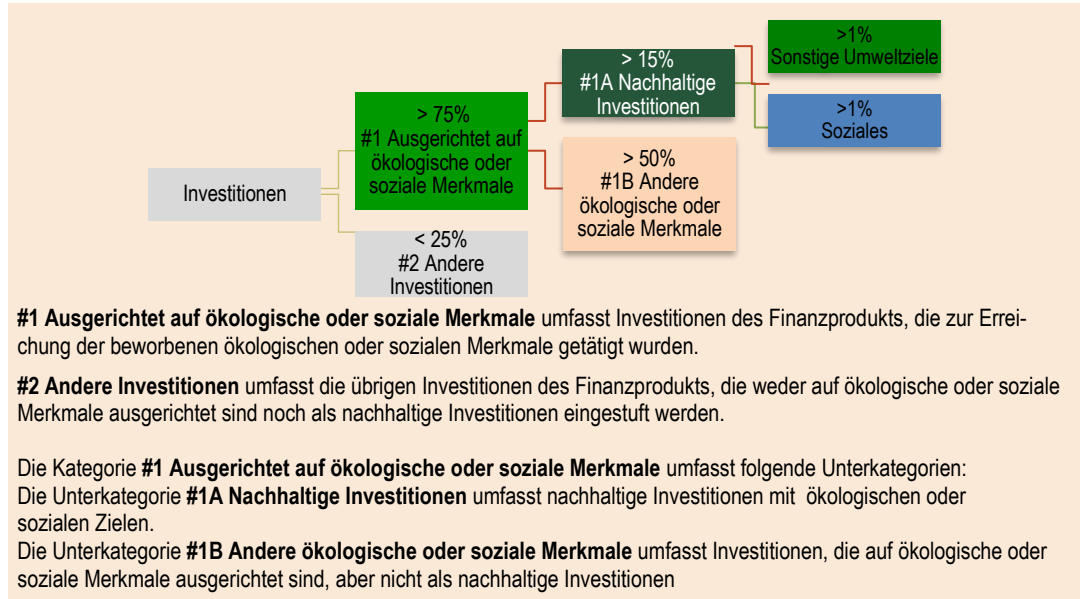 Investitionen
> 75%
#1 Ausgerichtet auf
ökologische oder
soziale Merkmale
< 25%
#2 Andere
Investitionen
> 15%
#1A Nachhaltige
Investitionen
> 50%
#1B Andere
ökologische oder
soziale Merkmale
>1%
Sonstige Umweltziele
>1%
Soziales
#1 Ausgerichtet auf ökologische oder soziale Merkmale umfasst Investitionen des Finanzprodukts, die zur Errei-
chung der beworbenen ökologischen oder sozialen Merkmale getätigt wurden.
#2 Andere Investitionen umfasst die übrigen Investitionen des Finanzprodukts, die weder auf ökologische oder soziale
Merkmale ausgerichtet sind noch als nachhaltige Investitionen eingestuft werden.
Die Kategorie #1 Ausgerichtet auf ökologische oder soziale Merkmale umfasst folgende Unterkategorien:
Die Unterkategorie #1A Nachhaltige Investitionen umfasst nachhaltige Investitionen mit ökologischen oder
sozialen Zielen.
Die Unterkategorie #1B Andere ökologische oder soziale Merkmale umfasst Investitionen, die auf ökologische oder
soziale Merkmale ausgerichtet sind, aber nicht als nachhaltige Investitionen